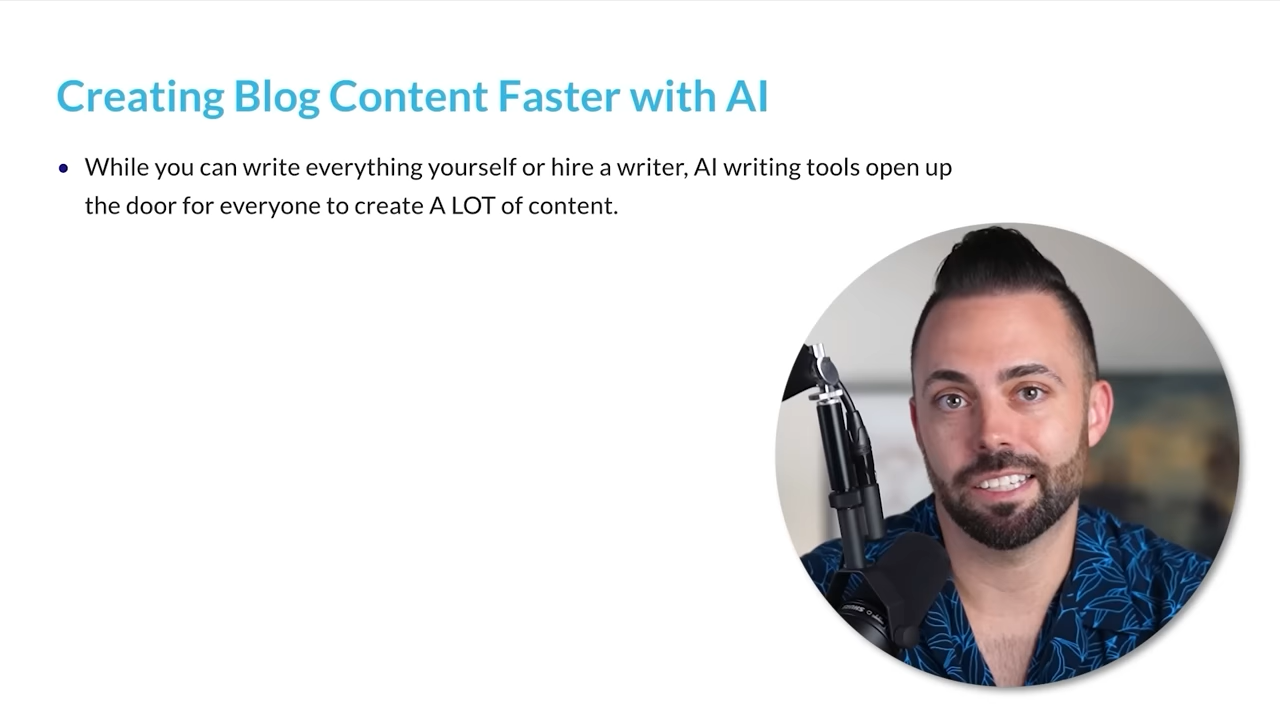 Creating Blog Content Faster with AI
• While you can write everything yourself or hire a writer, AI writing tools open up
the door for everyone to create A LOT of content.